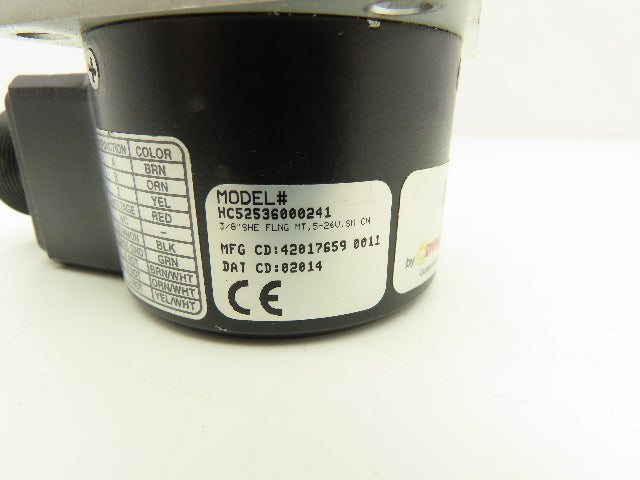 COLOR
A BRN
B ORN
Z YEL
RED
-
BLK
GRN
BRN/WHT
ORN/WHT
YEL/WHT
MODEL#
HC52536000241
3/8"SHE FLNG MT,5-26V,SM CN
MFG CD:42017659 0011
DAT CD:02014
CE
by